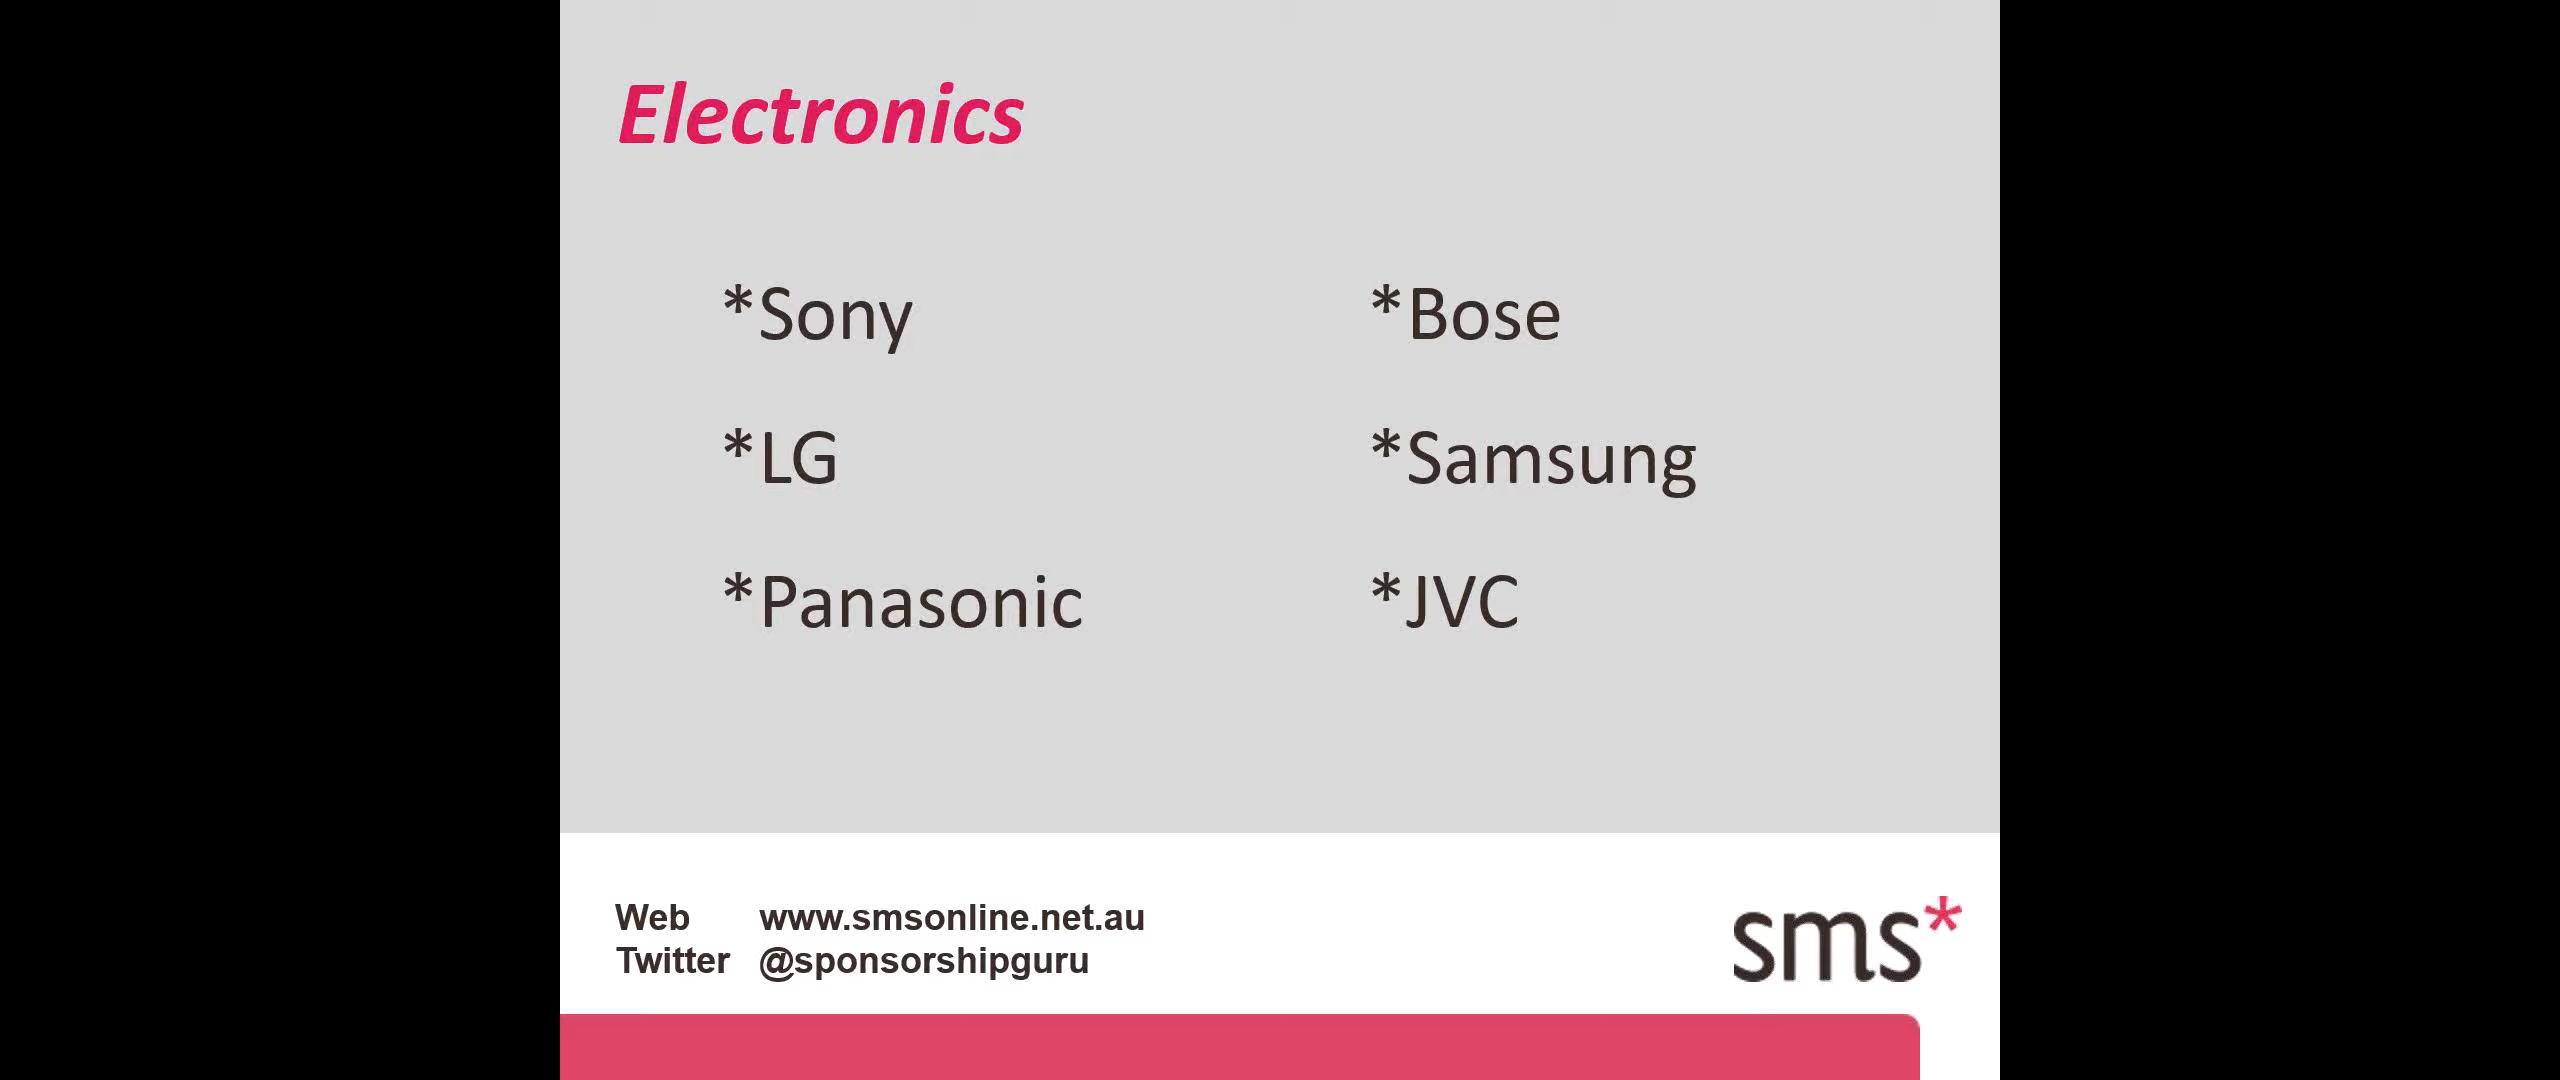 Electronics
*Sony
*LG
*Panasonic
*Bose
*Samsung
*JVC
Web www.smsonline.net.au
Twitter @sponsorshipguru
sms*